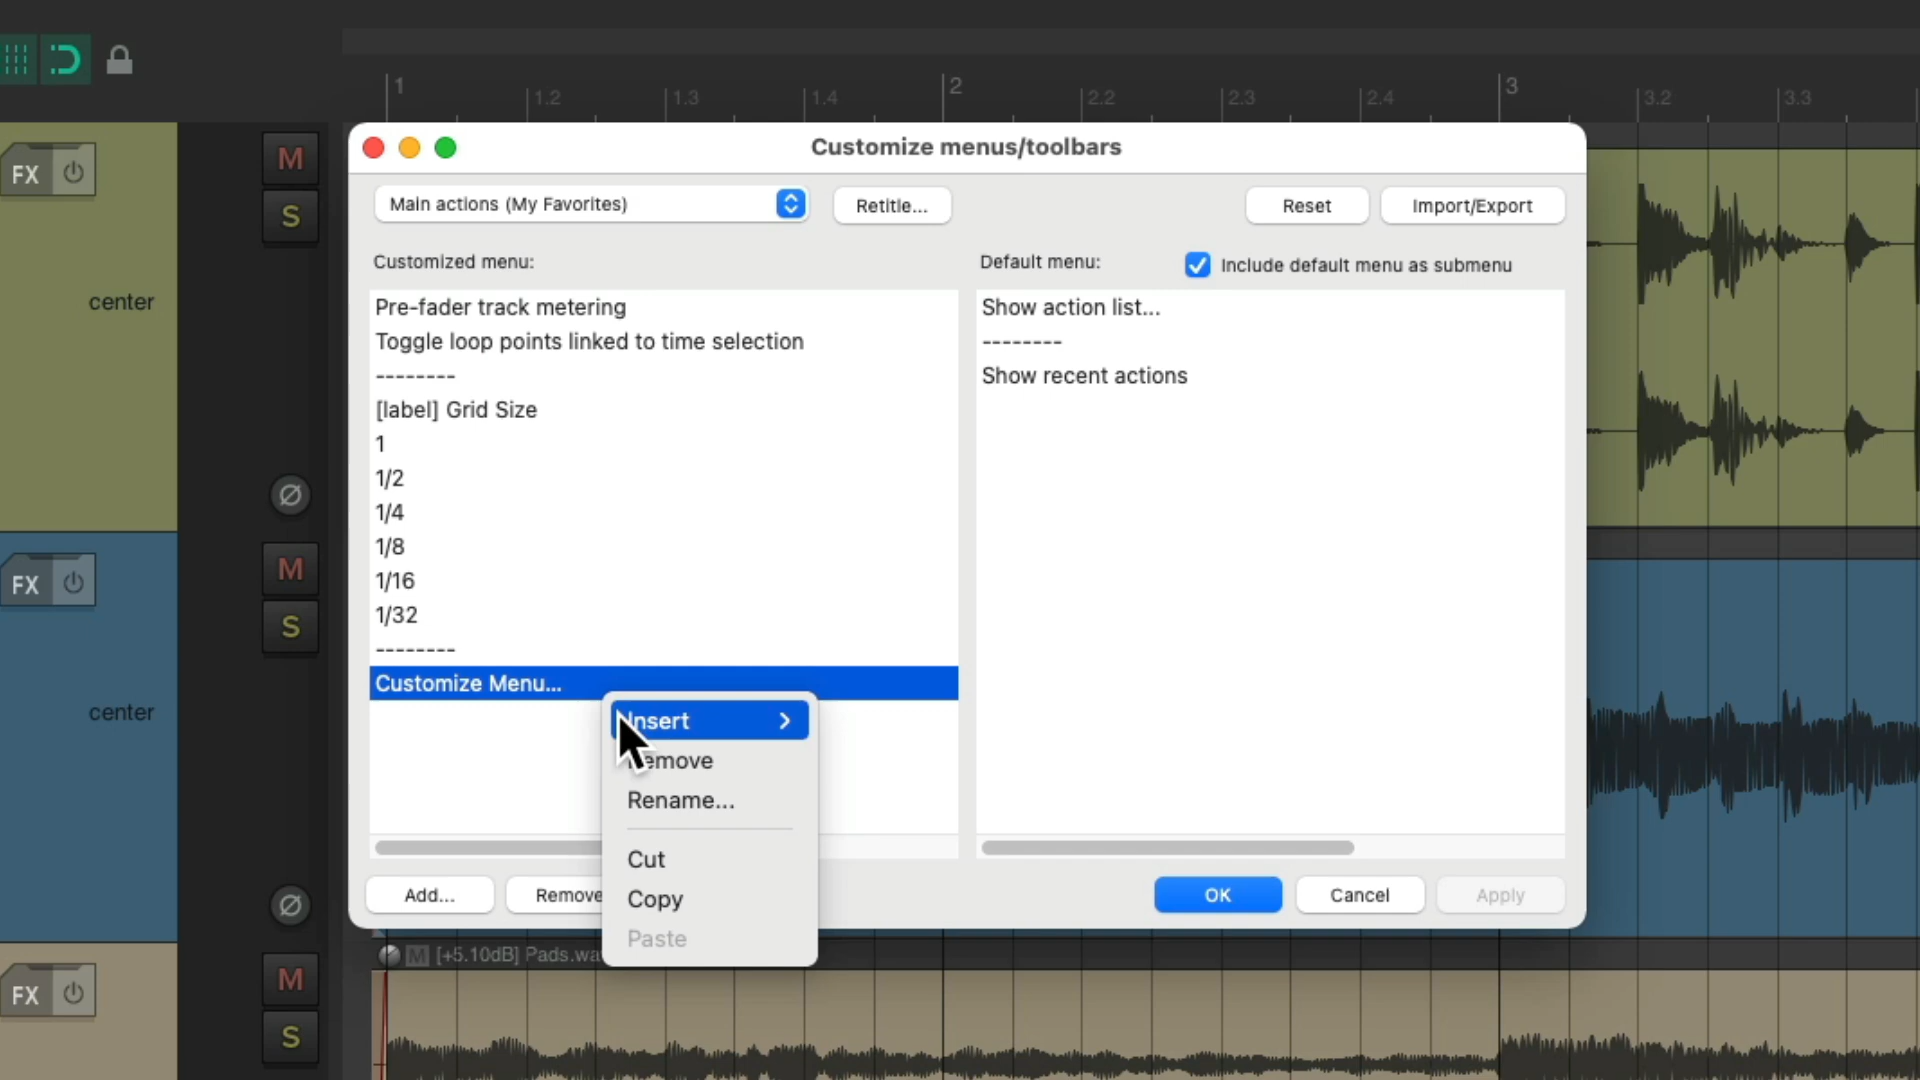 1
1.2
1.3
1.4
2
2.2
2.3
2.4
3
3.2
3.3
Customize menus/toolbars
Main actions (My Favorites)
Retitle...
Reset
Import/Export
Customized menu:
Default menu:
Include default menu as submenu
Pre-fader track metering
Toggle loop points linked to time selection
--------
[label] Grid Size
1
1/2
1/4
1/8
1/16
1/32
--------
Customize Menu...
Show action list...
--------
Show recent actions
Insert
Remove
Rename...
Cut
Copy
Paste
Add...
Remove
OK
Cancel
Apply
FX
M
S
center
FX
M
S
center
M [+5.10dB] Pads.wa
FX
M
S